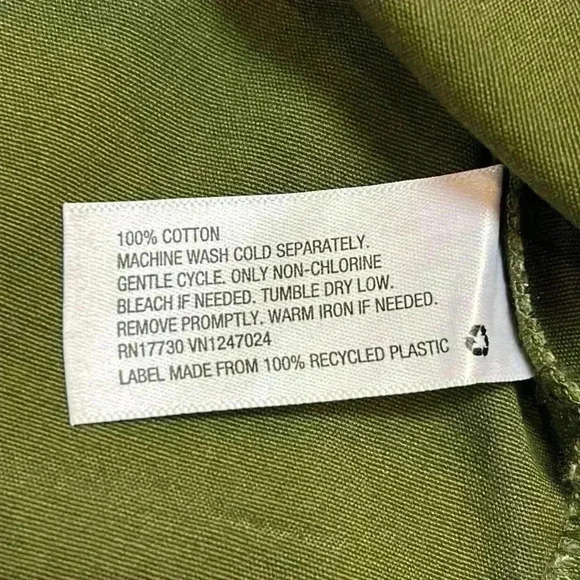 100% COTTON
MACHINE WASH COLD SEPARATELY.
GENTLE CYCLE. ONLY NON-CHLORINE
BLEACH IF NEEDED. TUMBLE DRY LOW.
REMOVE PROMPTLY. WARM IRON IF NEEDED.
RN17730 VN1247024
LABEL MADE FROM 100% RECYCLED PLASTIC